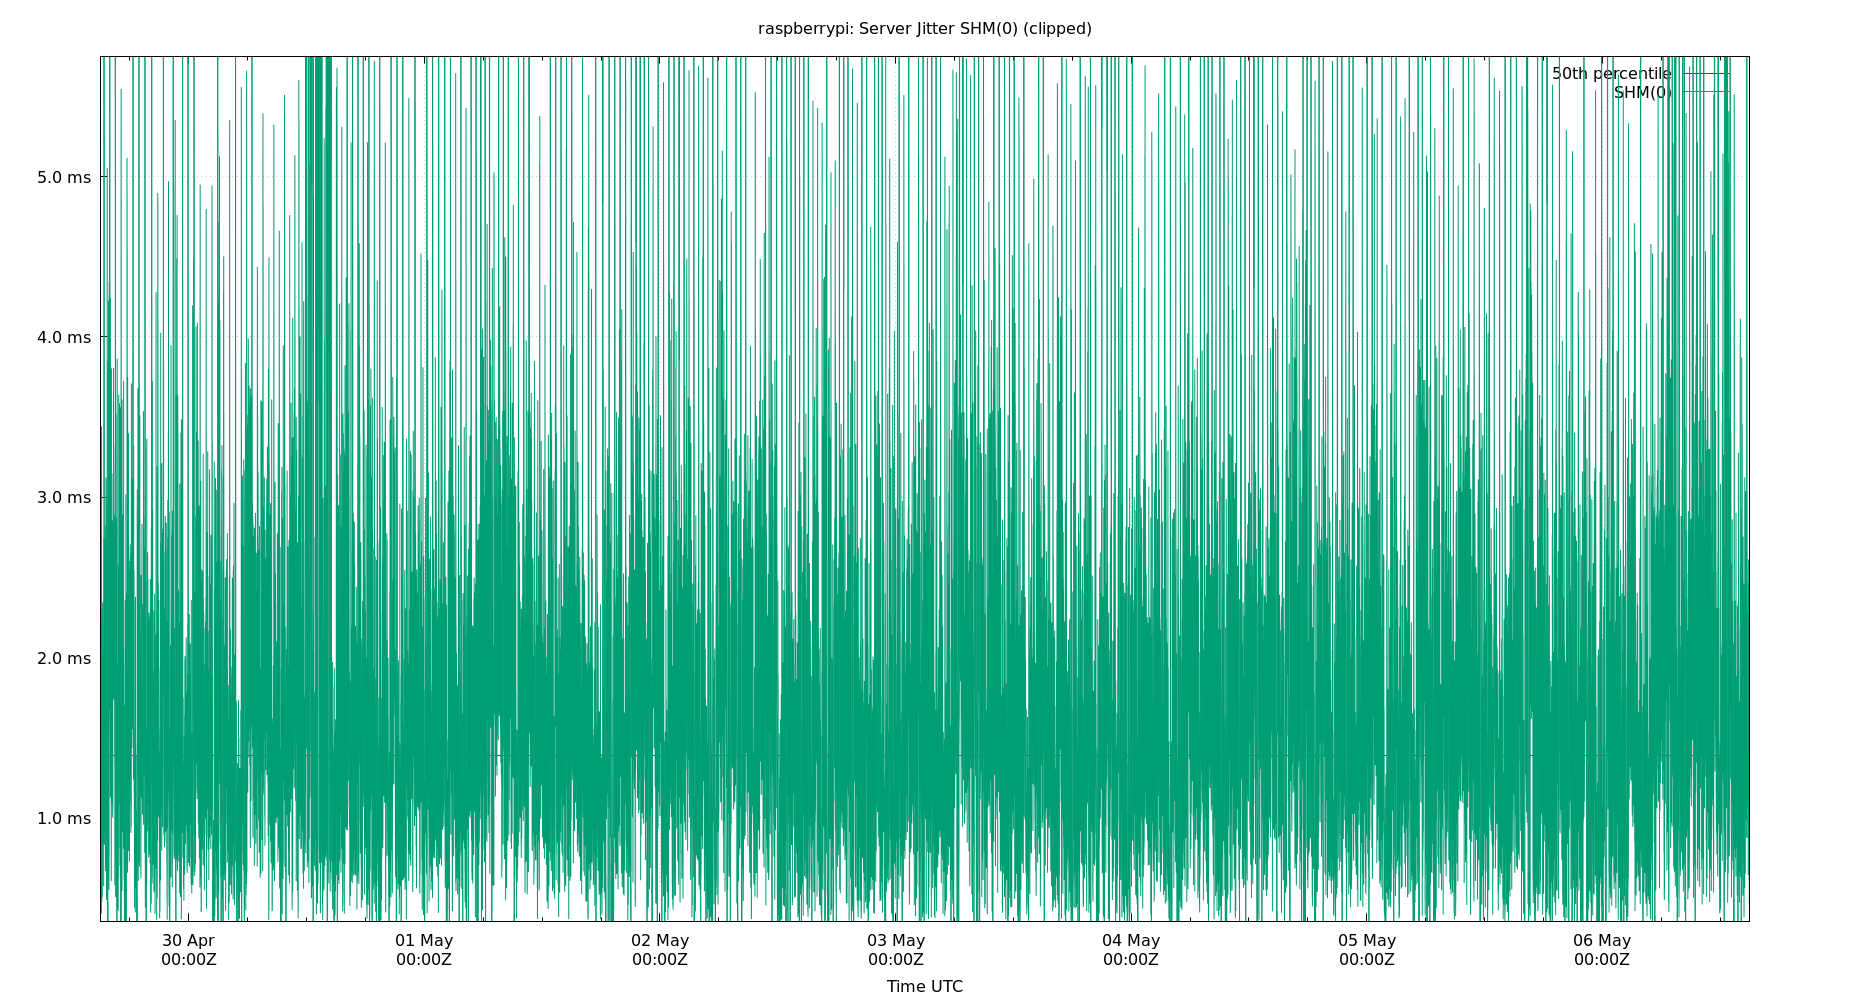 raspberrypi: Server Jitter SHM(0) (clipped)
50th percentile
SHM(0)
5.0 ms
4.0 ms
3.0 ms
2.0 ms
1.0 ms
30 Apr 01 May 02 May 03 May 04 May 05 May 06 May
00:00Z 00:00Z 00:00Z 00:00Z 00:00Z 00:00Z 00:00Z
Time UTC